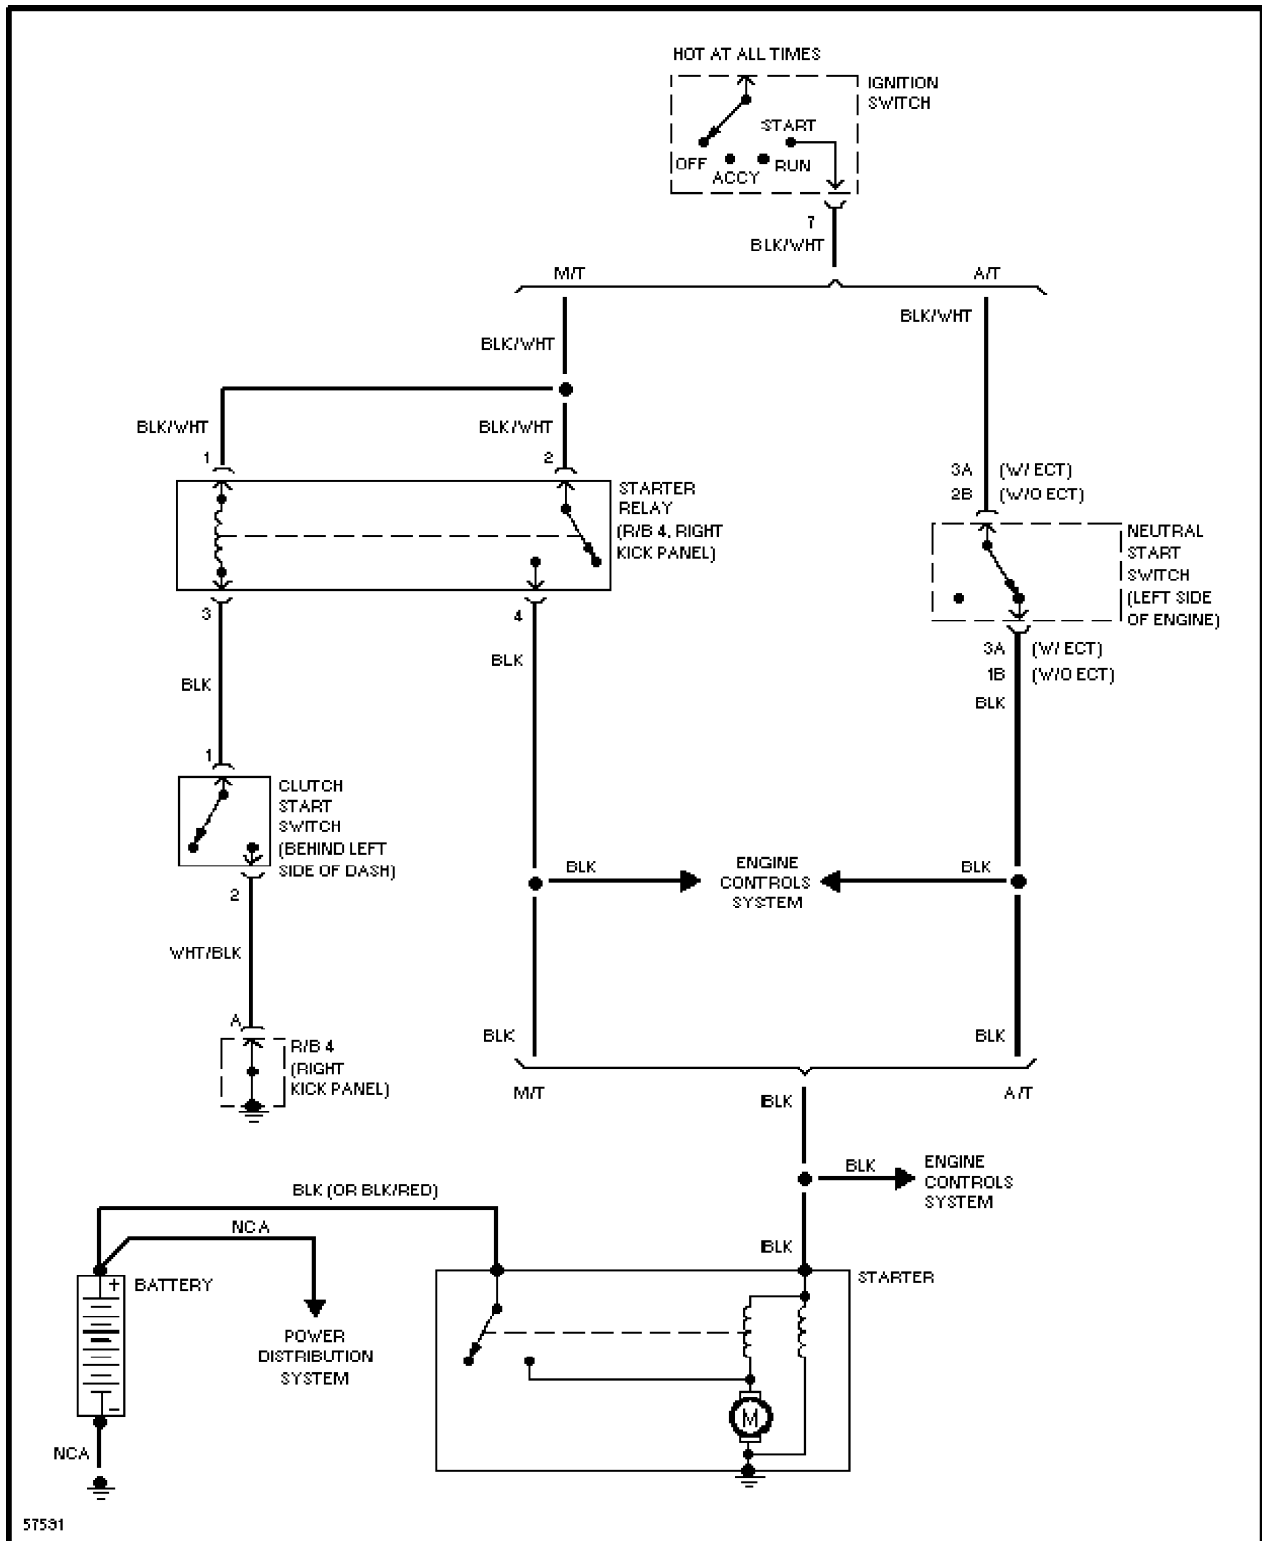 HOT AT ALL TIMES
IGNITION
SWITCH
START
OFF
RUN
ACCY
7
BLK/WHT
M/T
A/T
BLK/WHT
BLK/WHT
BLK/WHT
BLK/WHT
1
2
3A (W/ ECT)
2B (W/O ECT)
STARTER
RELAY
(R/B 4, RIGHT
KICK PANEL)
NEUTRAL
START
SWITCH
(LEFT SIDE
OF ENGINE)
3
4
3A (W/ ECT)
1B (W/O ECT)
BLK
BLK
BLK
1
CLUTCH
START
SWITCH
(BEHIND LEFT
SIDE OF DASH)
2
BLK
ENGINE
CONTROLS
SYSTEM
BLK
WHT/BLK
A
R/B 4
(RIGHT
KICK PANEL)
BLK
BLK
M/T
A/T
BLK
BLK
ENGINE
CONTROLS
SYSTEM
BLK (OR BLK/RED)
NCA
BLK
STARTER
+
BATTERY
POWER
DISTRIBUTION
SYSTEM
-
M
NCA
57591